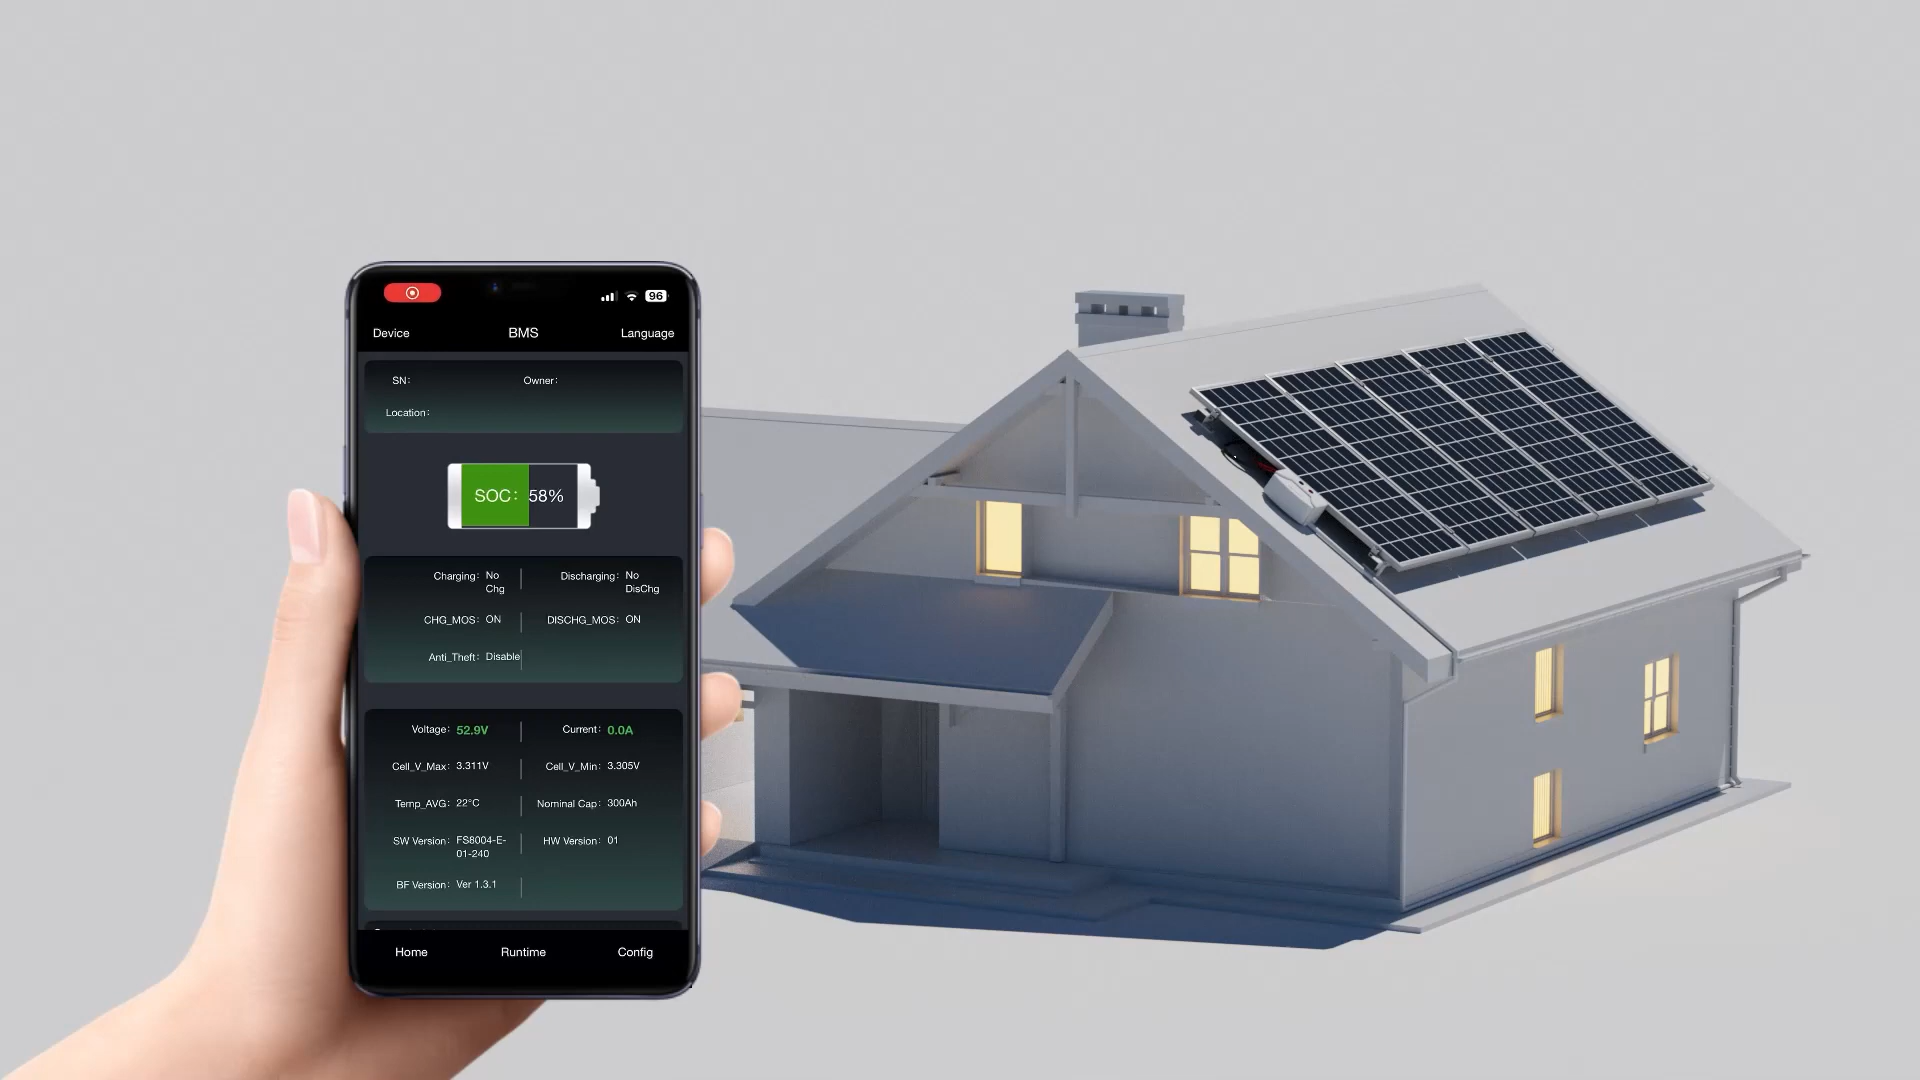 96
Device BMS Language
SN: Owner:
Location:
SOC: 58%
Charging: No Chg Discharging: No DisChg
CHG_MOS: ON DISCHG_MOS: ON
Anti_Theft: Disable
Voltage: 52.9V Current: 0.0A
Cell_V_Max: 3.311V Cell_V_Min: 3.305V
Temp_AVG: 22°C Nominal Cap: 300Ah
SW Version: FS8004-E-01-240 HW Version: 01
BF Version: Ver 1.3.1
Home Runtime Config